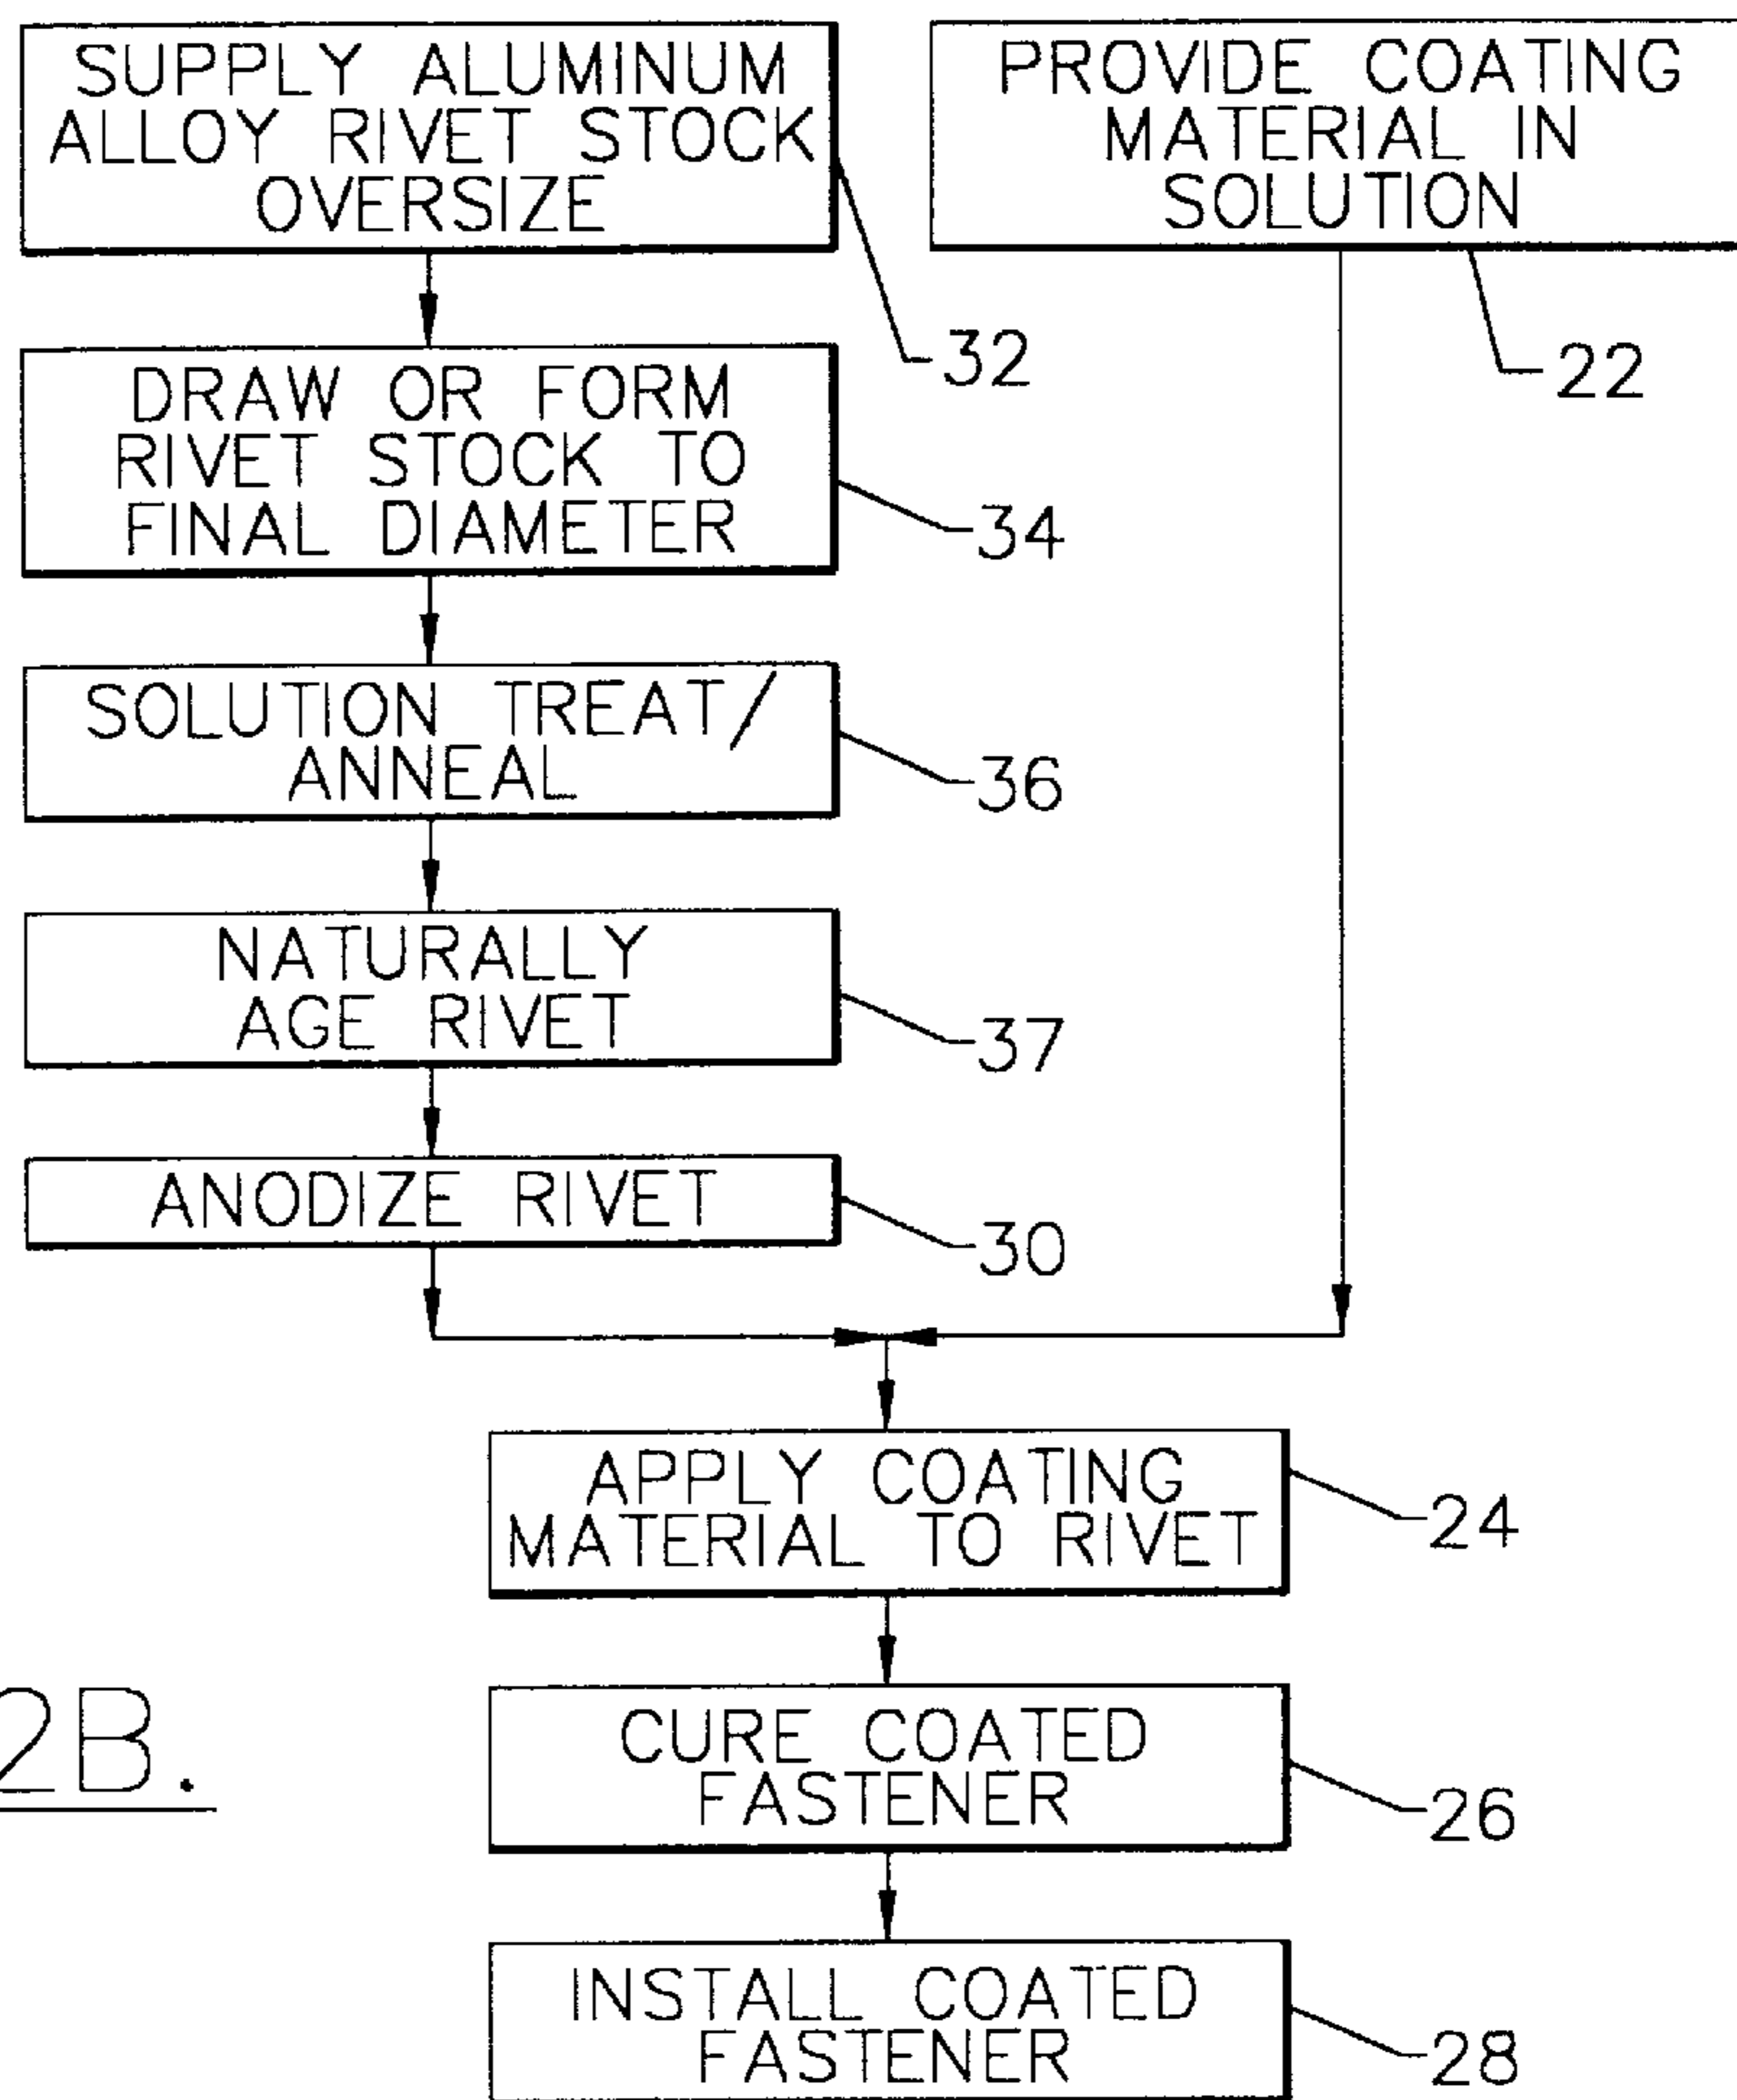 SUPPLY ALUMINUM
ALLOY RIVET STOCK
OVERSIZE
32
PROVIDE COATING
MATERIAL IN
SOLUTION
22
DRAW OR FORM
RIVET STOCK TO
FINAL DIAMETER
34
SOLUTION TREAT/
ANNEAL
36
NATURALLY
AGE RIVET
37
ANODIZE RIVET
30
APPLY COATING
MATERIAL TO RIVET
24
2B.
CURE COATED
FASTENER
26
INSTALL COATED
FASTENER
28